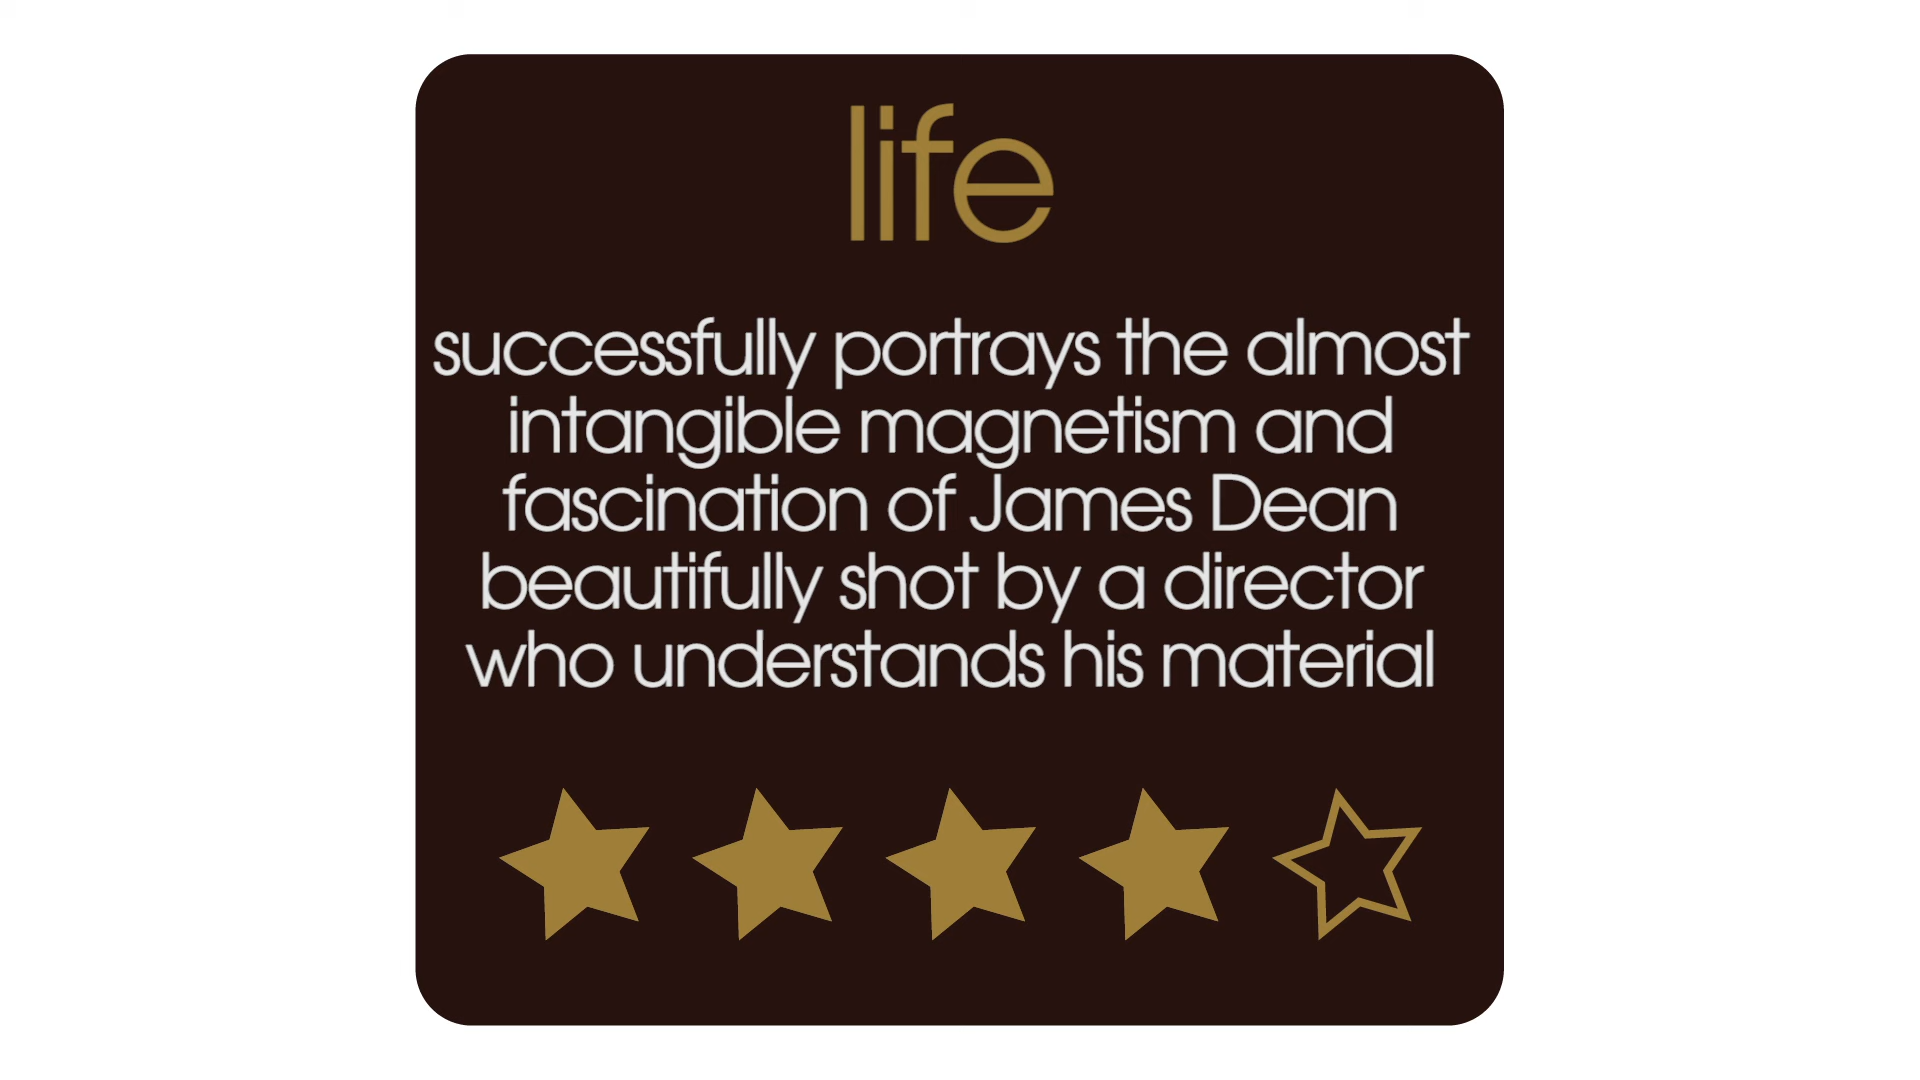 life
successfully portrays the almost
intangible magnetism and
fascination of James Dean
beautifully shot by a director
who understands his material